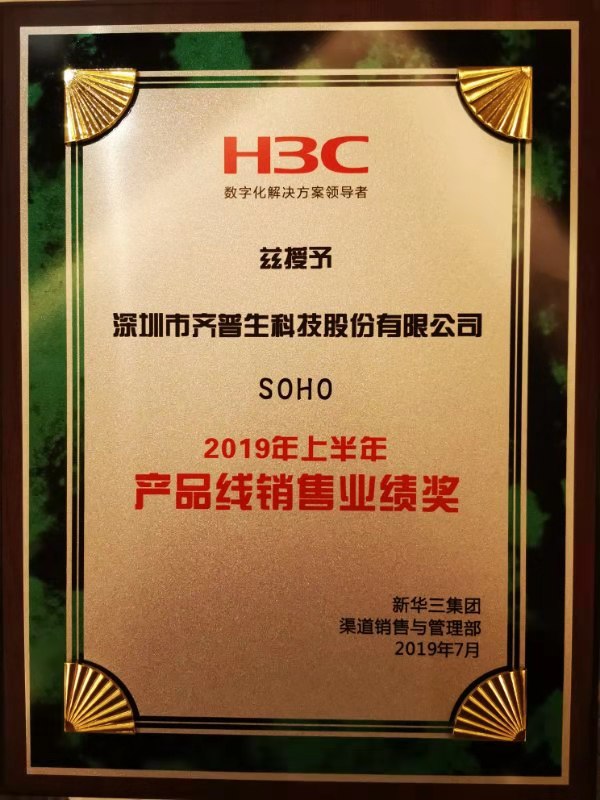 H3C
数字化解决方案领导者
兹授予
深圳市齐普生科技股份有限公司
SOHO
2019年上半年
产品线销售业绩奖
新华三集团
渠道销售与管理部
2019年7月